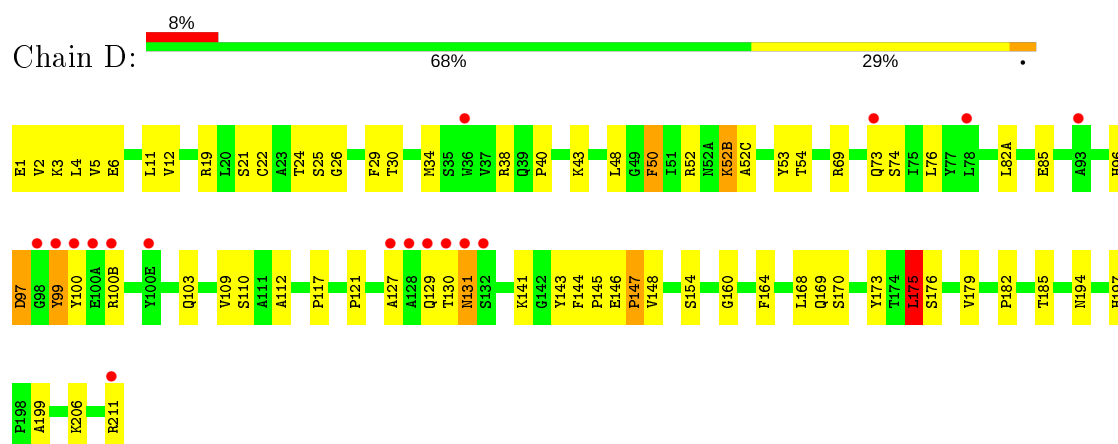 8%
Chain D:
68% 29% •
E1 V2 K3 L4 V5 E6 L11 V12 R19 L20 S21 C22 A23 T24 S25 G26 F29 T30 M34 S35 W36 V37 R38 Q39 P40 K43 L48 G49 F50 I51 R52 N52A K52B A52C Y53 T54 R69 Q73 S74 I75 L76 Y77 L78 L82A E85 A93 H96
D97 G98 Y99 Y100 E100A R100B Y100E Q103 V109 S110 A111 A112 P117 P121 A127 A128 Q129 T130 N131 S132 K141 G142 Y143 F144 P145 E146 P147 V148 S154 G160 F164 L168 Q169 S170 Y173 T174 L175 S176 V179 P182 T185 N194 H197
P198 A199 K206 R211